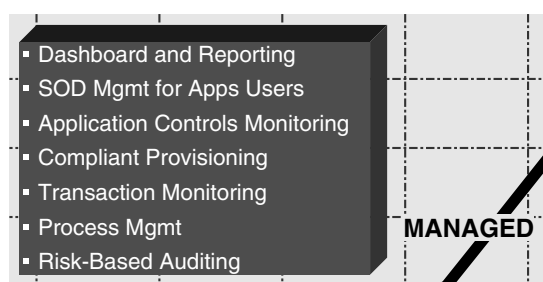 ▪ Dashboard and Reporting
▪ SOD Mgmt for Apps Users
▪ Application Controls Monitoring
▪ Compliant Provisioning
▪ Transaction Monitoring
▪ Process Mgmt
▪ Risk-Based Auditing
MANAGED